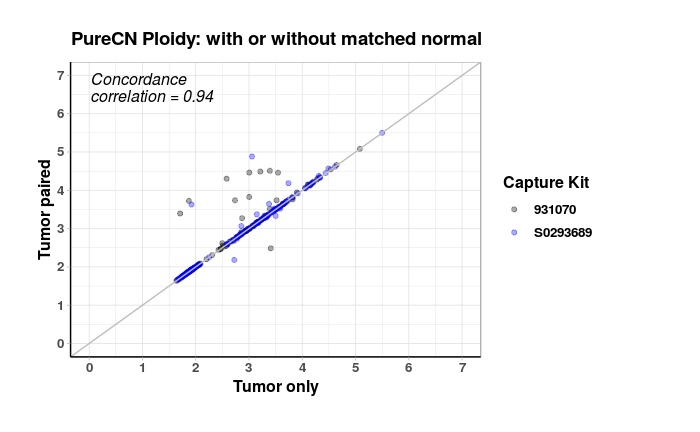 PureCN Ploidy: with or without matched normal
Concordance
correlation = 0.94
7
6
5
4
3
2
1
0
Tumor paired
0 1 2 3 4 5 6 7
Tumor only
Capture Kit
931070
S0293689